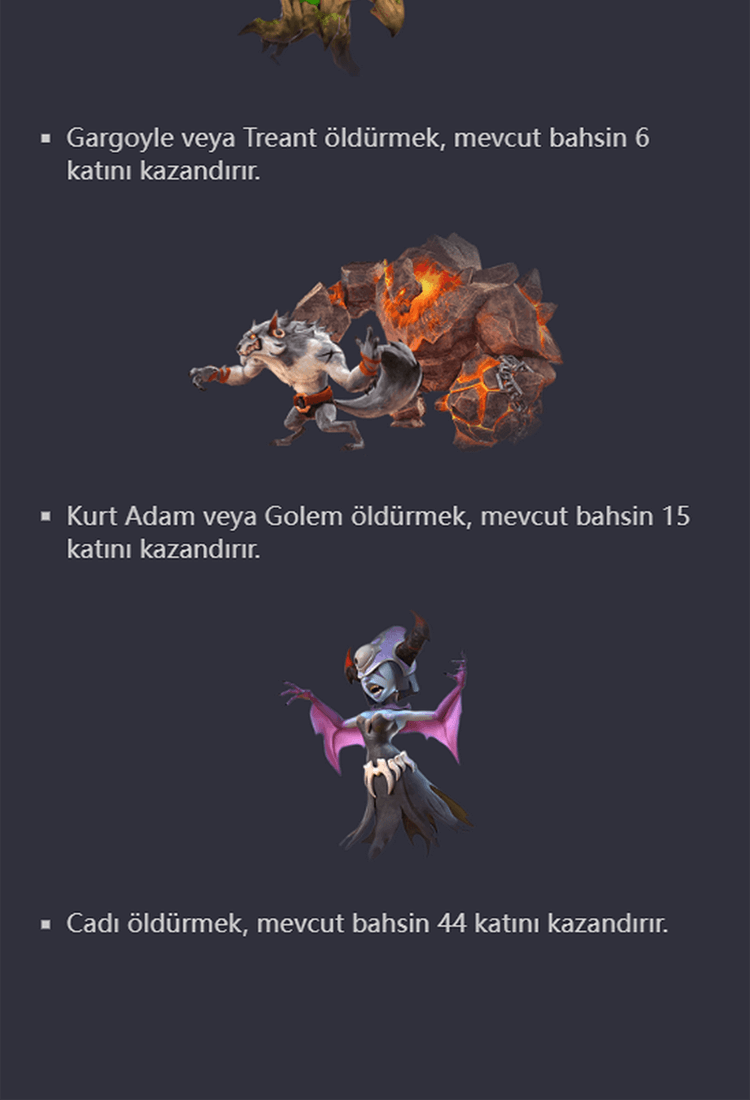 Gargoyle veya Treant öldürmek, mevcut bahsin 6
katını kazandırır.
Kurt Adam veya Golem öldürmek, mevcut bahsin 15
katını kazandırır.
Cadı öldürmek, mevcut bahsin 44 katını kazandırır.